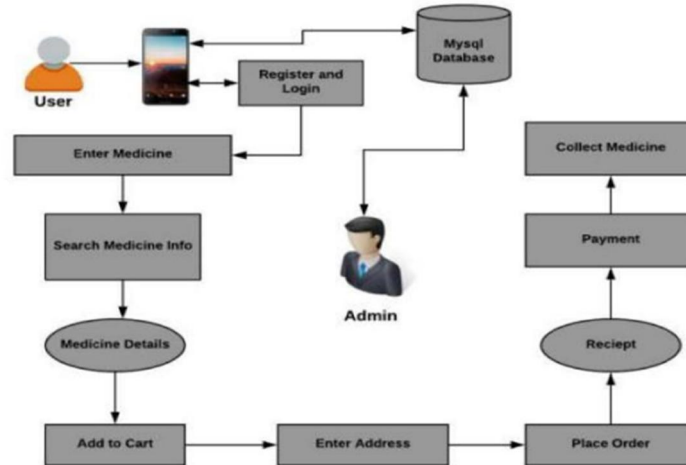 Mysql
Database
Register and
Login
User
Enter Medicine
Collect Medicine
Search Medicine Info
Payment
Admin
Medicine Details
Reciept
Add to Cart
Enter Address
Place Order